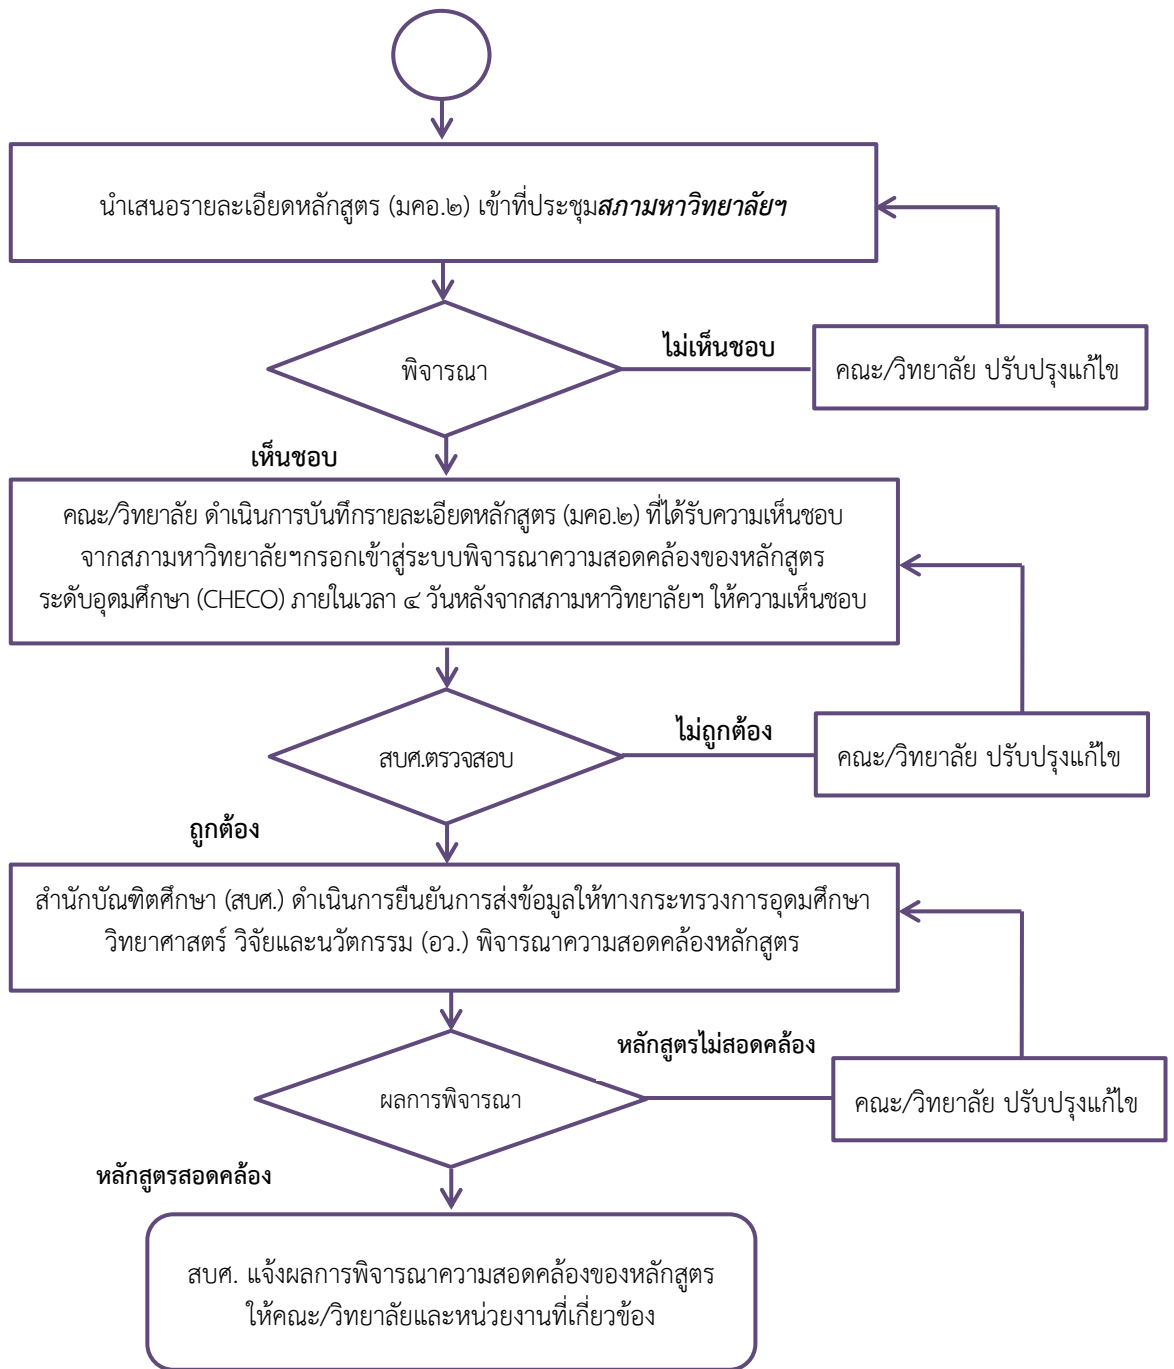 นำเสนอรายละเอียดหลักสูตร (มคอ.๒) เข้าที่ประชุมสภามหาวิทยาลัยฯ
พิจารณา
ไม่เห็นชอบ
คณะ/วิทยาลัย ปรับปรุงแก้ไข
เห็นชอบ
คณะ/วิทยาลัย ดำเนินการบันทึกรายละเอียดหลักสูตร (มคอ.๒) ที่ได้รับความเห็นชอบ
จากสภามหาวิทยาลัยฯกรอกเข้าสู่ระบบพิจารณาความสอดคล้องของหลักสูตร
ระดับอุดมศึกษา (CHECO) ภายในเวลา ๔ วันหลังจากสภามหาวิทยาลัยฯ ให้ความเห็นชอบ
สบศ.ตรวจสอบ
ไม่ถูกต้อง
คณะ/วิทยาลัย ปรับปรุงแก้ไข
ถูกต้อง
สำนักบัณฑิตศึกษา (สบศ.) ดำเนินการยืนยันการส่งข้อมูลให้ทางกระทรวงการอุดมศึกษา
วิทยาศาสตร์ วิจัยและนวัตกรรม (อว.) พิจารณาความสอดคล้องหลักสูตร
หลักสูตรไม่สอดคล้อง
ผลการพิจารณา
คณะ/วิทยาลัย ปรับปรุงแก้ไข
หลักสูตรสอดคล้อง
สบศ. แจ้งผลการพิจารณาความสอดคล้องของหลักสูตร
ให้คณะ/วิทยาลัยและหน่วยงานที่เกี่ยวข้อง